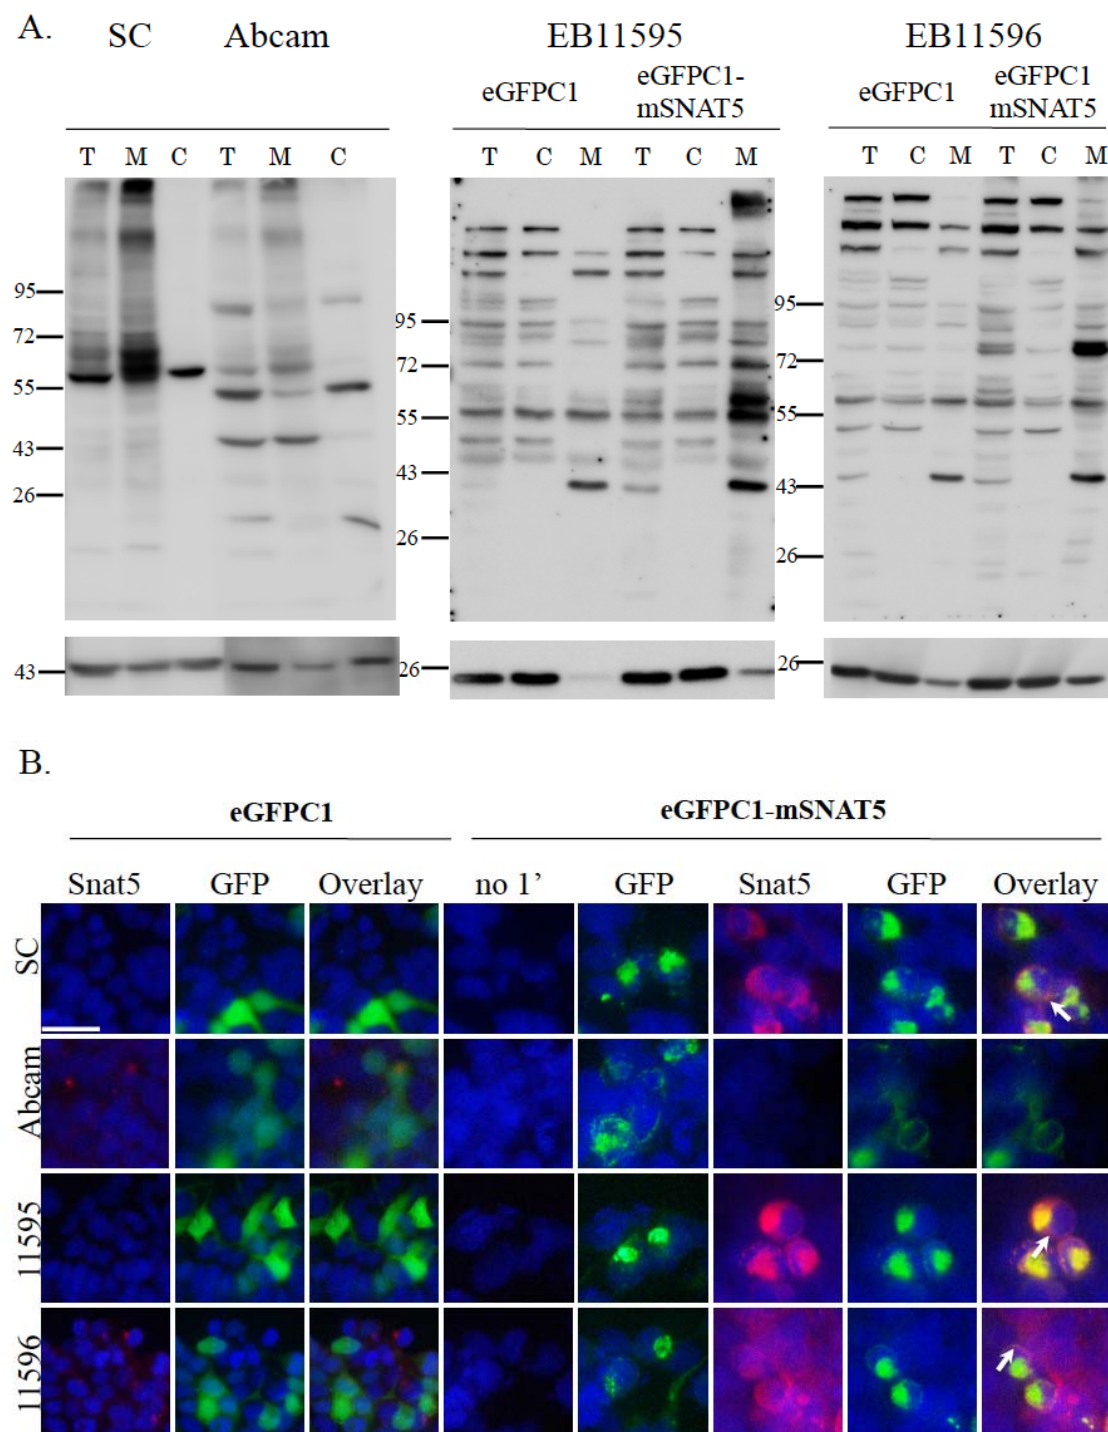 A.
SC Abcam EB11595 EB11596
eGFPC1 eGFPC1-
mSNAT5 eGFPC1 eGFPC1
mSNAT5
T M C T M C T C M T C M T C M T C M
95
72
55
43
26
95
72
55
43
26
95
72
55
43
26
43
26
26
B.
eGFPC1 eGFPC1-mSNAT5
Snat5 GFP Overlay no 1’ GFP Snat5 GFP Overlay
SC
Abcam
11595
11596